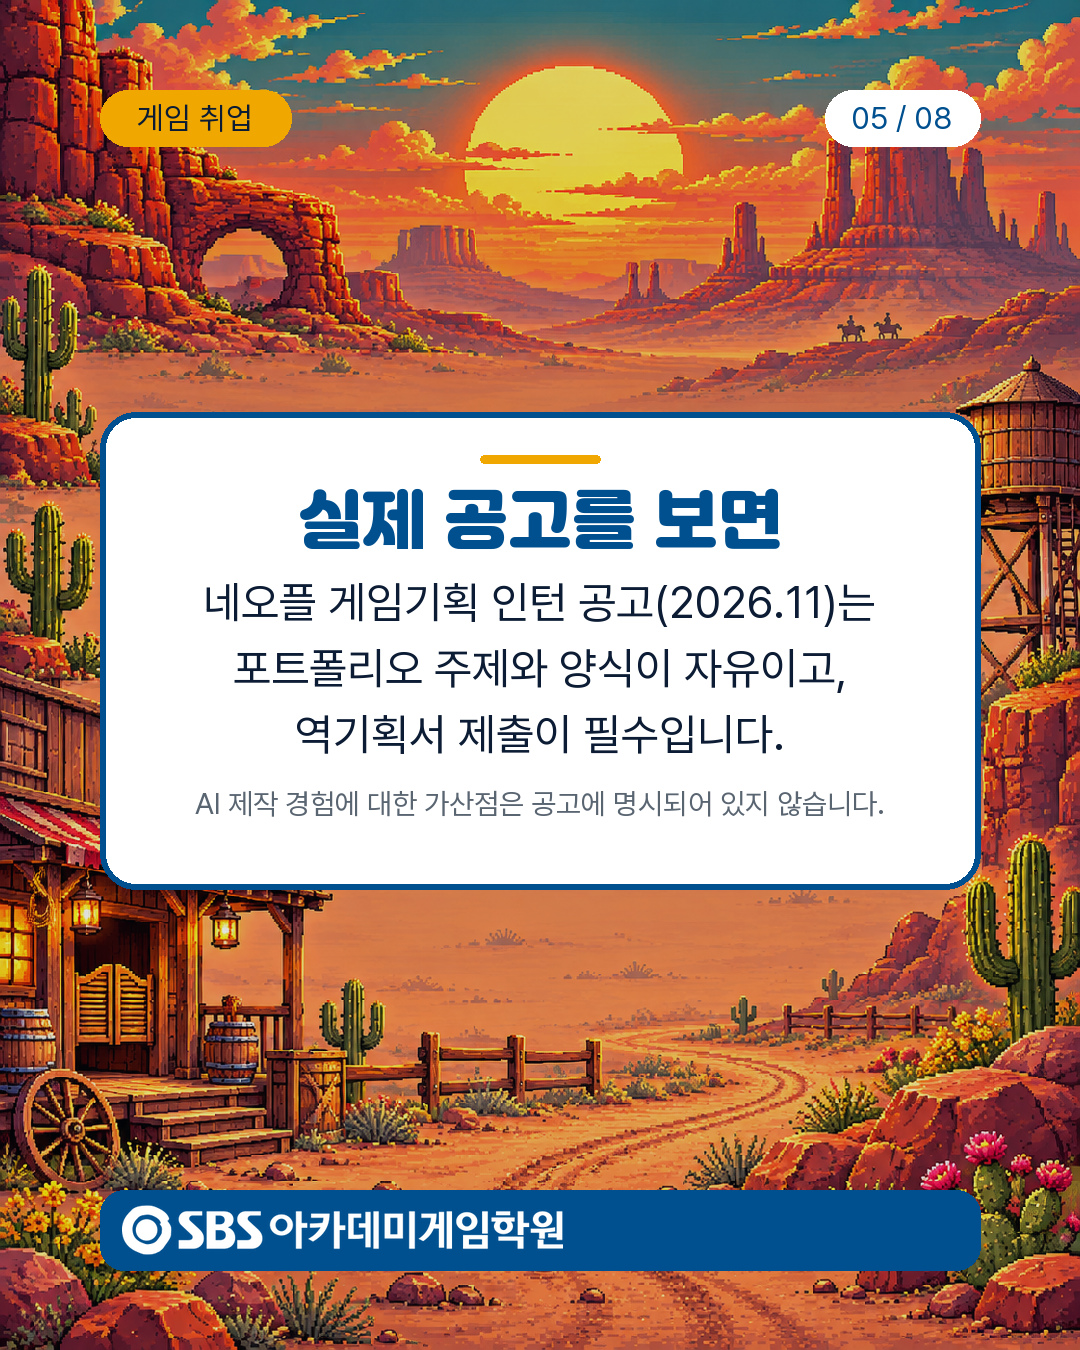 게임 취업
05 / 08
실제 공고를 보면
네오플 게임기획 인턴 공고(2026.11)는
포트폴리오 주제와 양식이 자유이고,
역기획서 제출이 필수입니다.
AI 제작 경험에 대한 가산점은 공고에 명시되어 있지 않습니다.
SBS 아카데미게임학원